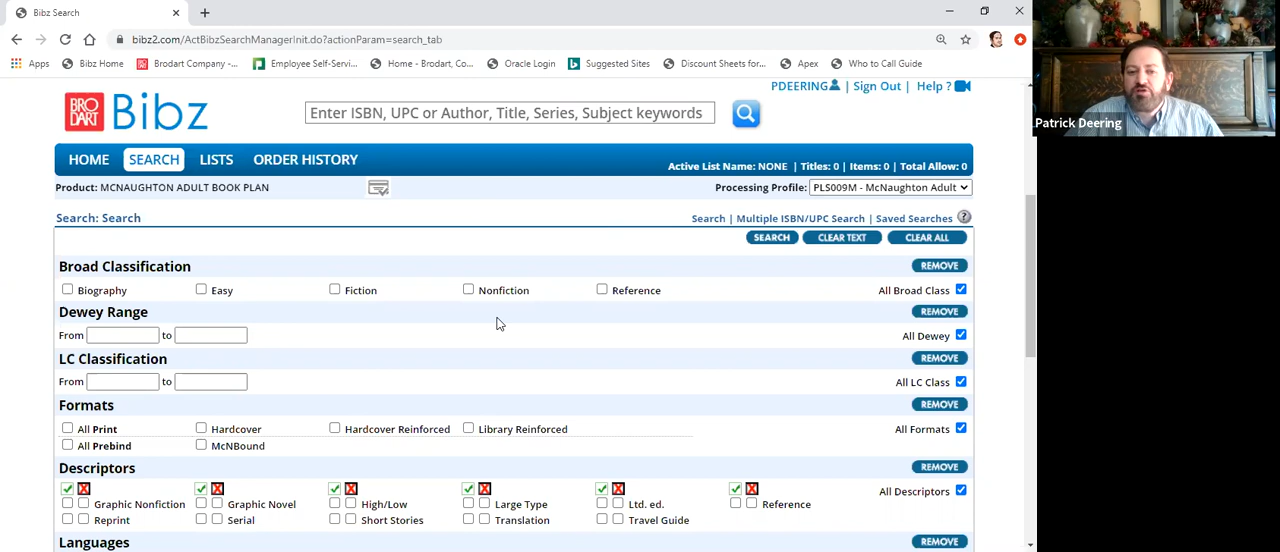 Bibz Search
bibz2.com/ActBibzSearchManagerInit.do?actionParam=search_tab
Apps Bibz Home Brodart Company -... Employee Self-Servi... Home - Brodart, Co... Oracle Login Suggested Sites Discount Sheets for... Apex Who to Call Guide
PDEERING | Sign Out | Help ?
BRO
DART
Bibz
Enter ISBN, UPC or Author, Title, Series, Subject keywords
HOME SEARCH LISTS ORDER HISTORY
Active List Name: NONE | Titles: 0 | Items: 0 | Total Allow: 0
Product: MCNAUGHTON ADULT BOOK PLAN
Processing Profile: PLS009M - McNaughton Adult
Search: Search
Search | Multiple ISBN/UPC Search | Saved Searches ?
SEARCH CLEAR TEXT CLEAR ALL
Broad Classification REMOVE
Biography Easy Fiction Nonfiction Reference All Broad Class
Dewey Range REMOVE
From to All Dewey
LC Classification REMOVE
From to All LC Class
Formats REMOVE
All Print Hardcover Hardcover Reinforced Library Reinforced All Formats
All Prebind McNBound
Descriptors REMOVE
All Descriptors
Graphic Nonfiction Graphic Novel High/Low Large Type Ltd. ed. Reference
Reprint Serial Short Stories Translation Travel Guide
Languages REMOVE
Patrick Deering